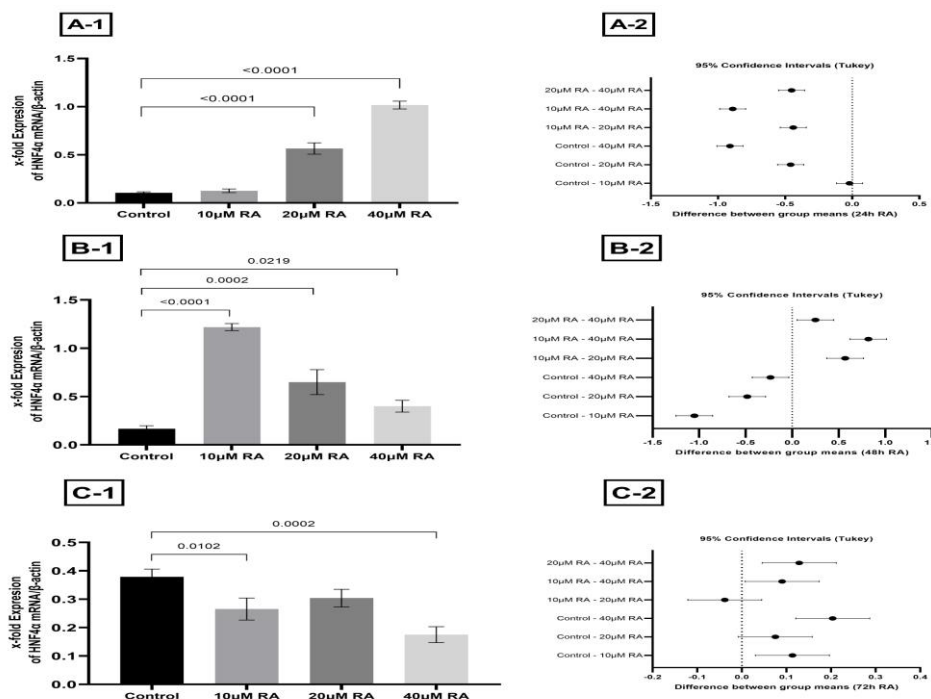 A-1
x-fold Expresion
of HNF4α mRNA/β-actin
1.5
1.0
0.5
0.0
<0.0001
<0.0001
Control
10µM RA
20µM RA
40µM RA
A-2
95% Confidence Intervals (Tukey)
20µM RA - 40µM RA
10µM RA - 40µM RA
10µM RA - 20µM RA
Control - 40µM RA
Control - 20µM RA
Control - 10µM RA
-1.5
-1.0
-0.5
0.0
0.5
Difference between group means (24h RA)
B-1
x-fold Expresion
of HNF4α mRNA/β-actin
1.5
1.0
0.5
0.0
0.0219
0.0002
<0.0001
Control
10µM RA
20µM RA
40µM RA
B-2
95% Confidence Intervals (Tukey)
20µM RA - 40µM RA
10µM RA - 40µM RA
10µM RA - 20µM RA
Control - 40µM RA
Control - 20µM RA
Control - 10µM RA
-1.5
-1.0
-0.5
0.0
0.5
1.0
1.5
Difference between group means (48h RA)
C-1
x-fold Expresion
of HNF4α mRNA/β-actin
0.5
0.4
0.3
0.2
0.1
0.0
0.0002
0.0102
Control
10µM RA
20µM RA
40µM RA
C-2
95% Confidence Intervals (Tukey)
20µM RA - 40µM RA
10µM RA - 40µM RA
10µM RA - 20µM RA
Control - 40µM RA
Control - 20µM RA
Control - 10µM RA
-0.2
-0.1
0.0
0.1
0.2
0.3
0.4
Difference between group means (72h RA)